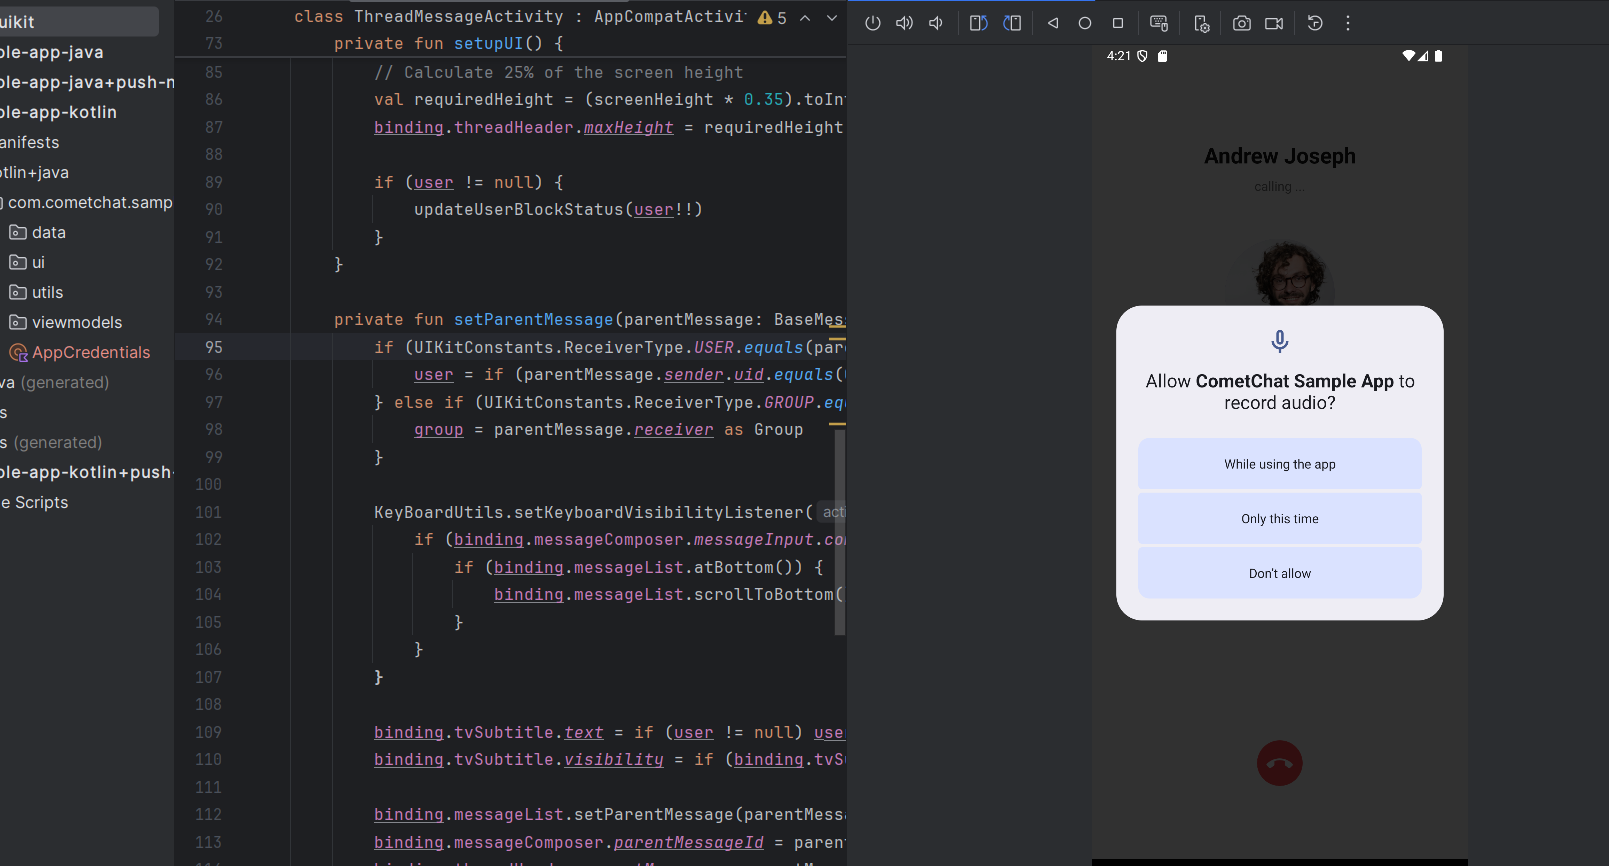 uikit
ple-app-java
ple-app-java+push-n
ple-app-kotlin
anifests
otlin+java
com.cometchat.samp
data
ui
utils
viewmodels
AppCredentials
va (generated)
s
s (generated)
ple-app-kotlin+push-
e Scripts
26 class ThreadMessageActivity : AppCompatActivi 5
73 private fun setupUI() {
85 // Calculate 25% of the screen height
86 val requiredHeight = (screenHeight * 0.35).toIn
87 binding.threadHeader.maxHeight = requiredHeight
88
89 if (user != null) {
90 updateUserBlockStatus(user!!)
91 }
92 }
93
94 private fun setParentMessage(parentMessage: BaseMess
95 if (UIKitConstants.ReceiverType.USER.equals(par
96 user = if (parentMessage.sender.uid.equals(
97 } else if (UIKitConstants.ReceiverType.GROUP.eq
98 group = parentMessage.receiver as Group
99 }
100
101 KeyBoardUtils.setKeyboardVisibilityListener( acti
102 if (binding.messageComposer.messageInput.co
103 if (binding.messageList.atBottom()) {
104 binding.messageList.scrollToBottom(
105 }
106 }
107 }
108
109 binding.tvSubtitle.text = if (user != null) use
110 binding.tvSubtitle.visibility = if (binding.tvS
111
112 binding.messageList.setParentMessage(parentMess
113 binding.messageComposer.parentMessageId = paren
4:21
Andrew Joseph
calling ...
Allow CometChat Sample App to
record audio?
While using the app
Only this time
Don't allow